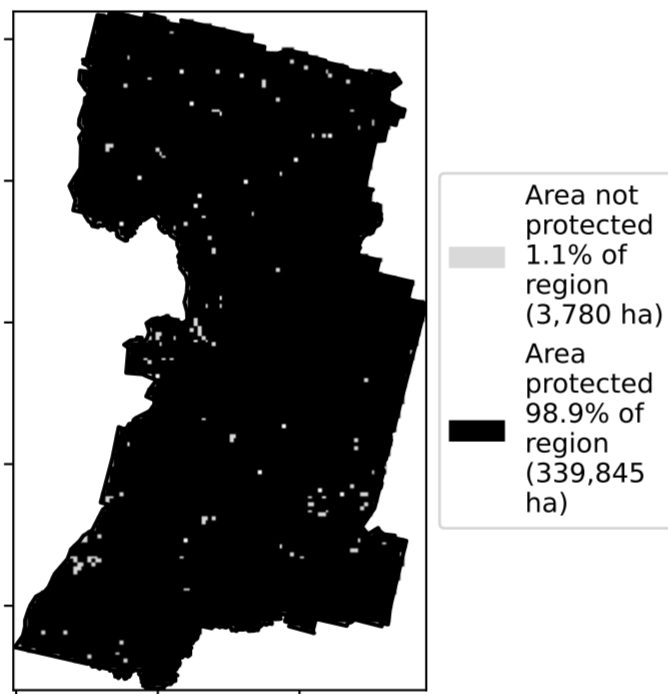 Area not
protected
1.1% of
region
(3,780 ha)
Area
protected
98.9% of
region
(339,845
ha)